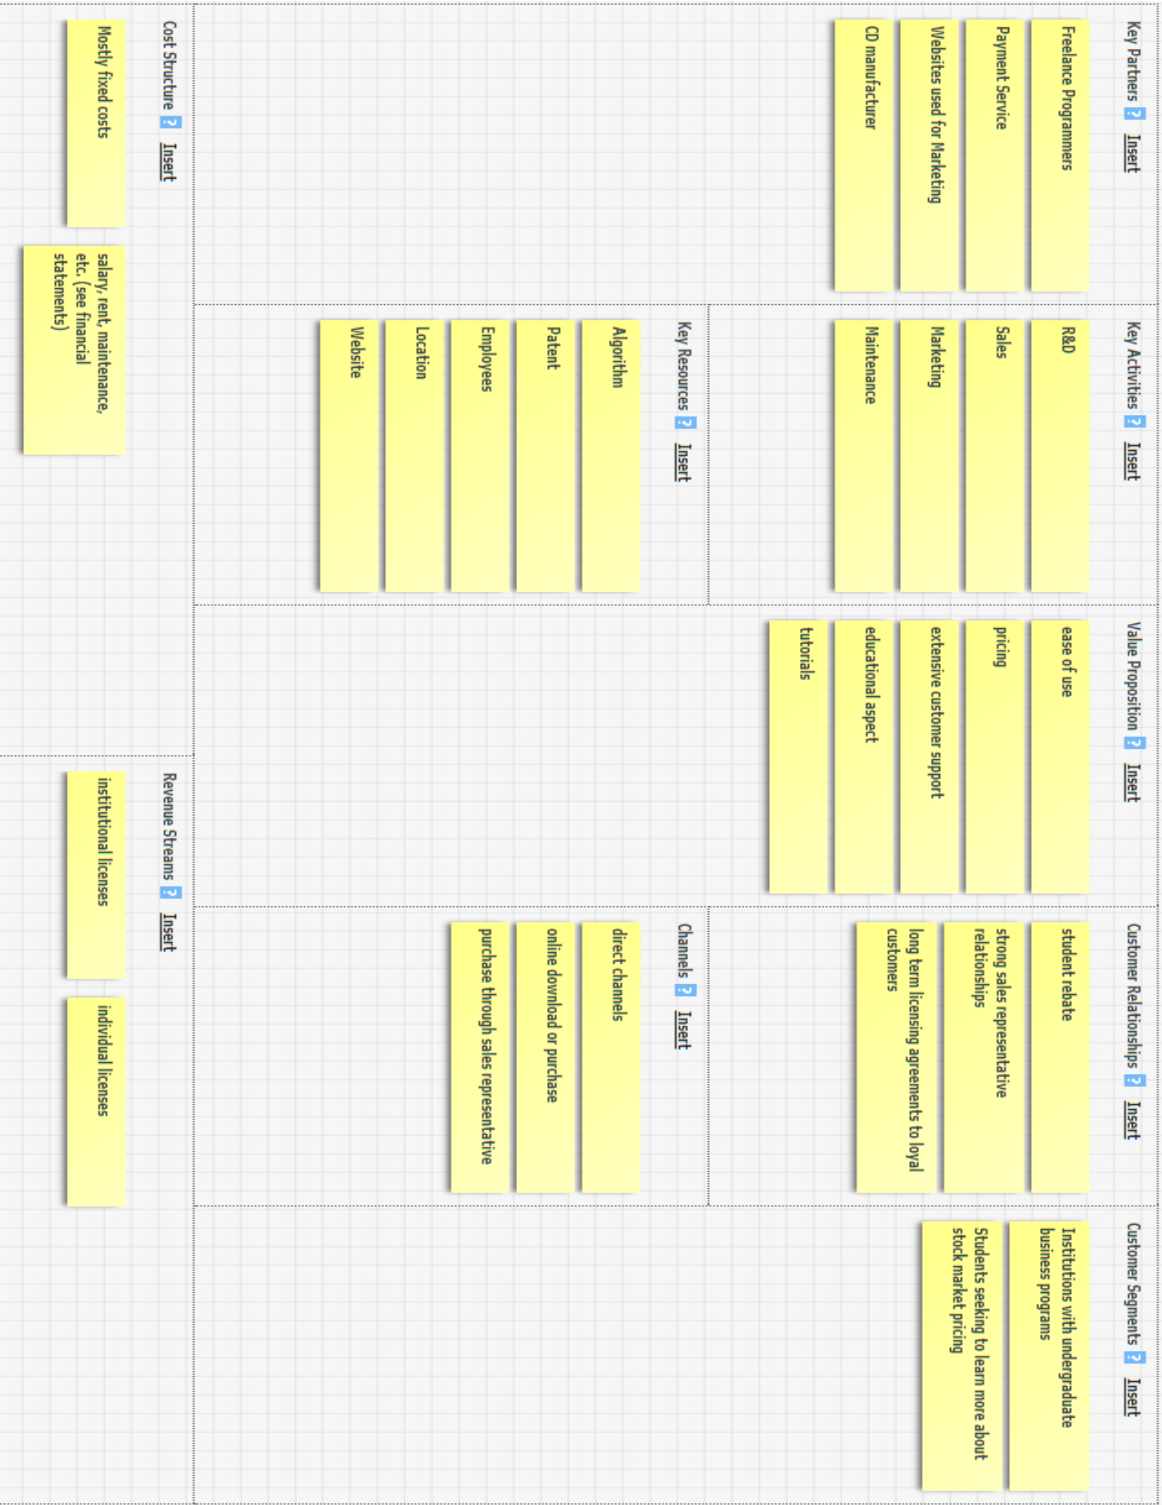 Key Partners ? Insert
Freelance Programmers
Payment Service
Websites used for Marketing
CD manufacturer
Key Activities ? Insert
R&D
Sales
Marketing
Maintenance
Key Resources ? Insert
Algorithm
Patent
Employees
Location
Website
Value Proposition ? Insert
ease of use
pricing
extensive customer support
educational aspect
tutorials
Customer Relationships ? Insert
student rebate
strong sales representative
relationships
long term licensing agreements to loyal
customers
Channels ? Insert
direct channels
online download or purchase
purchase through sales representative
Customer Segments ? Insert
Institutions with undergraduate
business programs
Students seeking to learn more about
stock market pricing
Cost Structure ? Insert
Mostly fixed costs
salary, rent, maintenance,
etc. (see financial
statements)
Revenue Streams ? Insert
institutional licenses
individual licenses